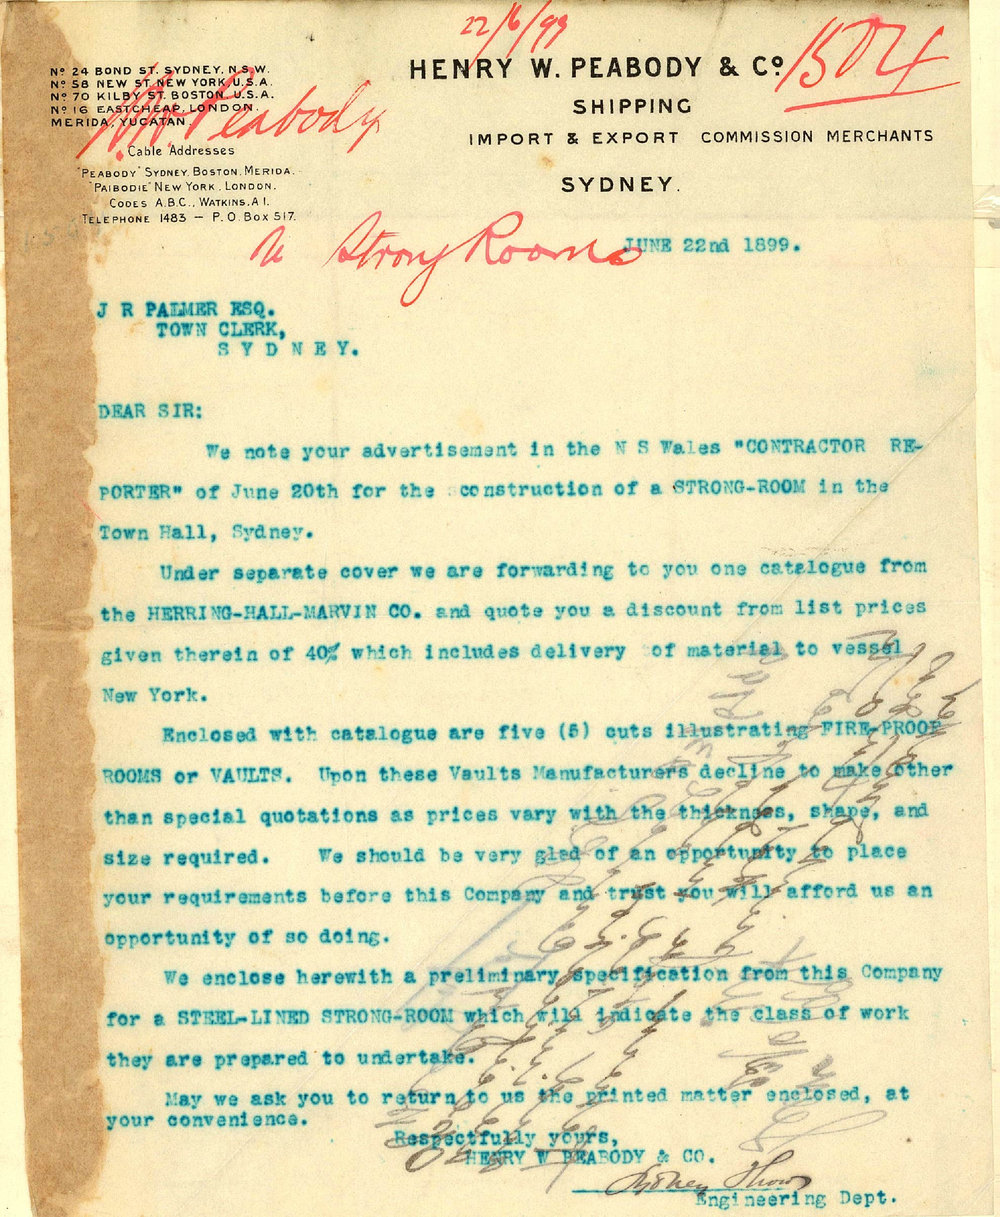 22/6/99
No 24 BOND ST. SYDNEY, N.S.W.
No 58 NEW ST. NEW YORK, U.S.A.
No 70 KILBY ST. BOSTON, U.S.A.
No 16 EASTCHEAP, LONDON.
MERIDA, YUCATAN.
Cable Addresses
"PEABODY" SYDNEY, BOSTON, MERIDA.
"PAIBODIE" NEW YORK, LONDON.
CODES A.B.C., WATKINS, A I.
TELEPHONE 1483 — P.O. BOX 517.
Peabody
HENRY W. PEABODY & Co
1504
SHIPPING
IMPORT & EXPORT COMMISSION MERCHANTS
SYDNEY.
Strong Rooms
JUNE 22nd 1899.
J R PALMER ESQ.
TOWN CLERK,
S Y D N E Y.
DEAR SIR:
We note your advertisement in the N S Wales "CONTRACTOR RE-
PORTER" of June 20th for the construction of a STRONG-ROOM in the
Town Hall, Sydney.
Under separate cover we are forwarding to you one catalogue from
the HERRING-HALL-MARVIN CO. and quote you a discount from list prices
given therein of 40% which includes delivery of material to vessel
New York.
Enclosed with catalogue are five (5) cuts illustrating FIRE-PROOF
ROOMS or VAULTS. Upon these Vaults Manufacturers decline to make other
than special quotations as prices vary with the thickness, shape, and
size required. We should be very glad of an opportunity to place
your requirements before this Company and trust you will afford us an
opportunity of so doing.
We enclose herewith a preliminary specification from this Company
for a STEEL-LINED STRONG-ROOM which will indicate the class of work
they are prepared to undertake.
May we ask you to return to us the printed matter enclosed, at
your convenience.
Respectfully yours,
HENRY W PEABODY & CO.
Sydney
Engineering Dept.